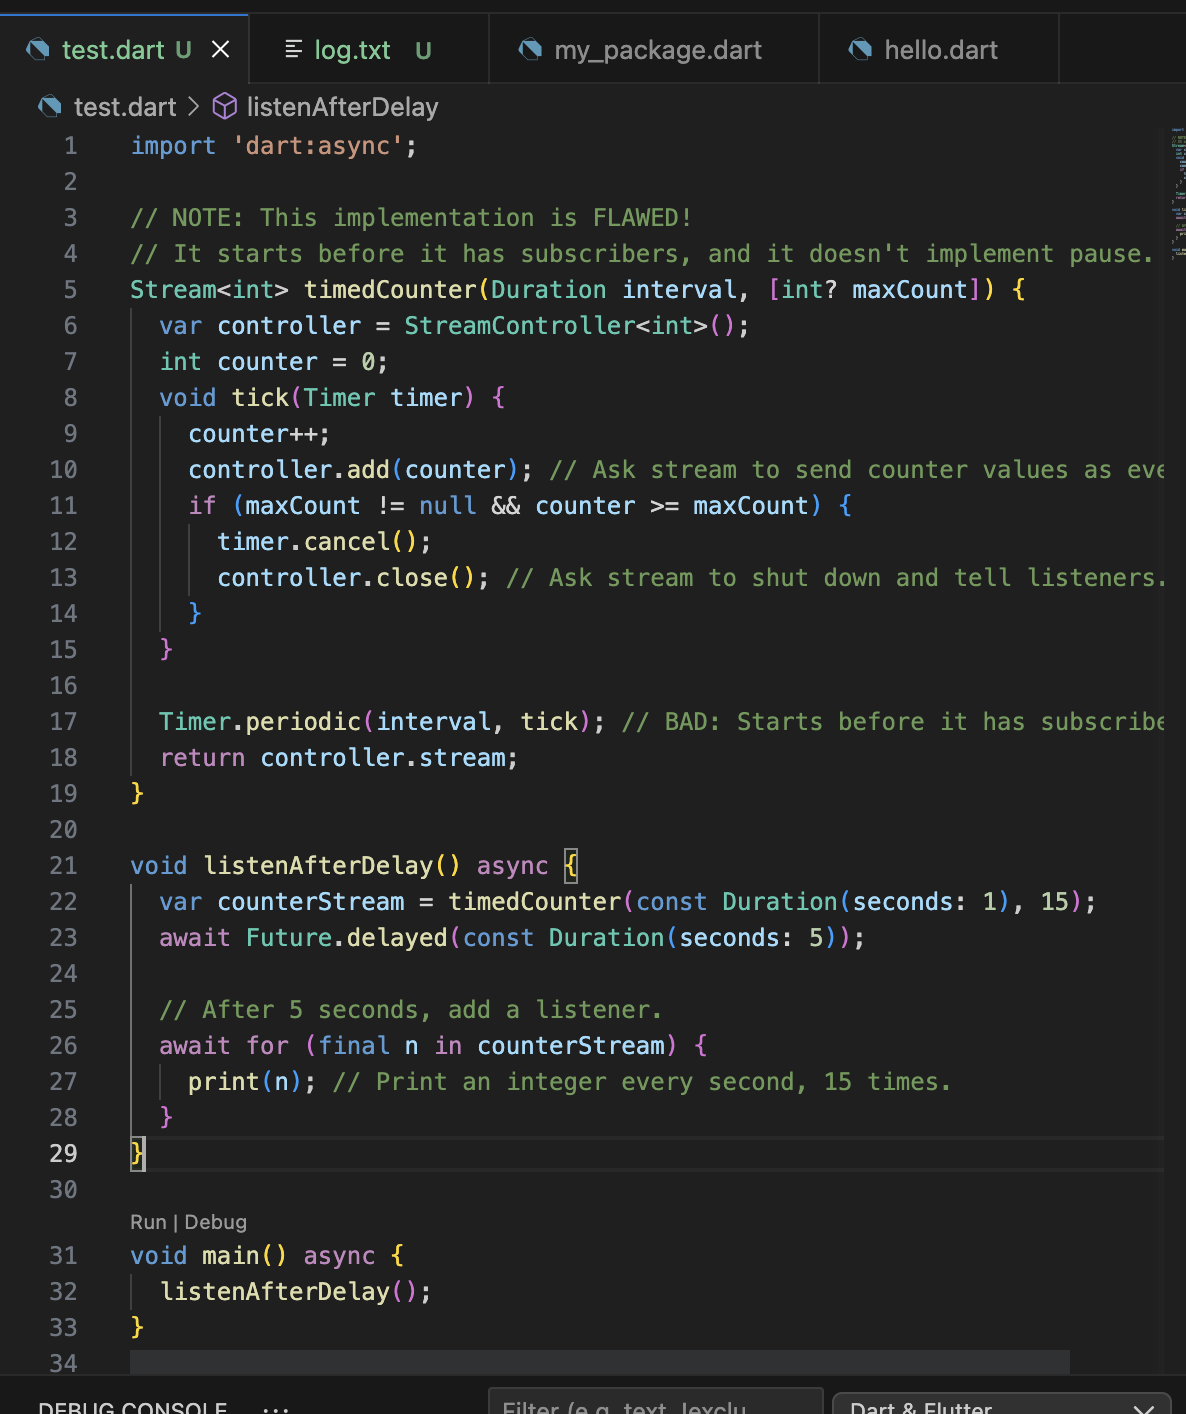 test.dart U
log.txt U
my_package.dart
hello.dart
test.dart > listenAfterDelay
1 import 'dart:async';
2
3 // NOTE: This implementation is FLAWED!
4 // It starts before it has subscribers, and it doesn't implement pause.
5 Stream<int> timedCounter(Duration interval, [int? maxCount]) {
6 var controller = StreamController<int>();
7 int counter = 0;
8 void tick(Timer timer) {
9 counter++;
10 controller.add(counter); // Ask stream to send counter values as eve
11 if (maxCount != null && counter >= maxCount) {
12 timer.cancel();
13 controller.close(); // Ask stream to shut down and tell listeners.
14 }
15 }
16
17 Timer.periodic(interval, tick); // BAD: Starts before it has subscribe
18 return controller.stream;
19 }
20
21 void listenAfterDelay() async {
22 var counterStream = timedCounter(const Duration(seconds: 1), 15);
23 await Future.delayed(const Duration(seconds: 5));
24
25 // After 5 seconds, add a listener.
26 await for (final n in counterStream) {
27 print(n); // Print an integer every second, 15 times.
28 }
29 }
30
Run | Debug
31 void main() async {
32 listenAfterDelay();
33 }
34
DEBUG CONSOLE ... Filter (e.g. text, !exclu Dart & Flutter